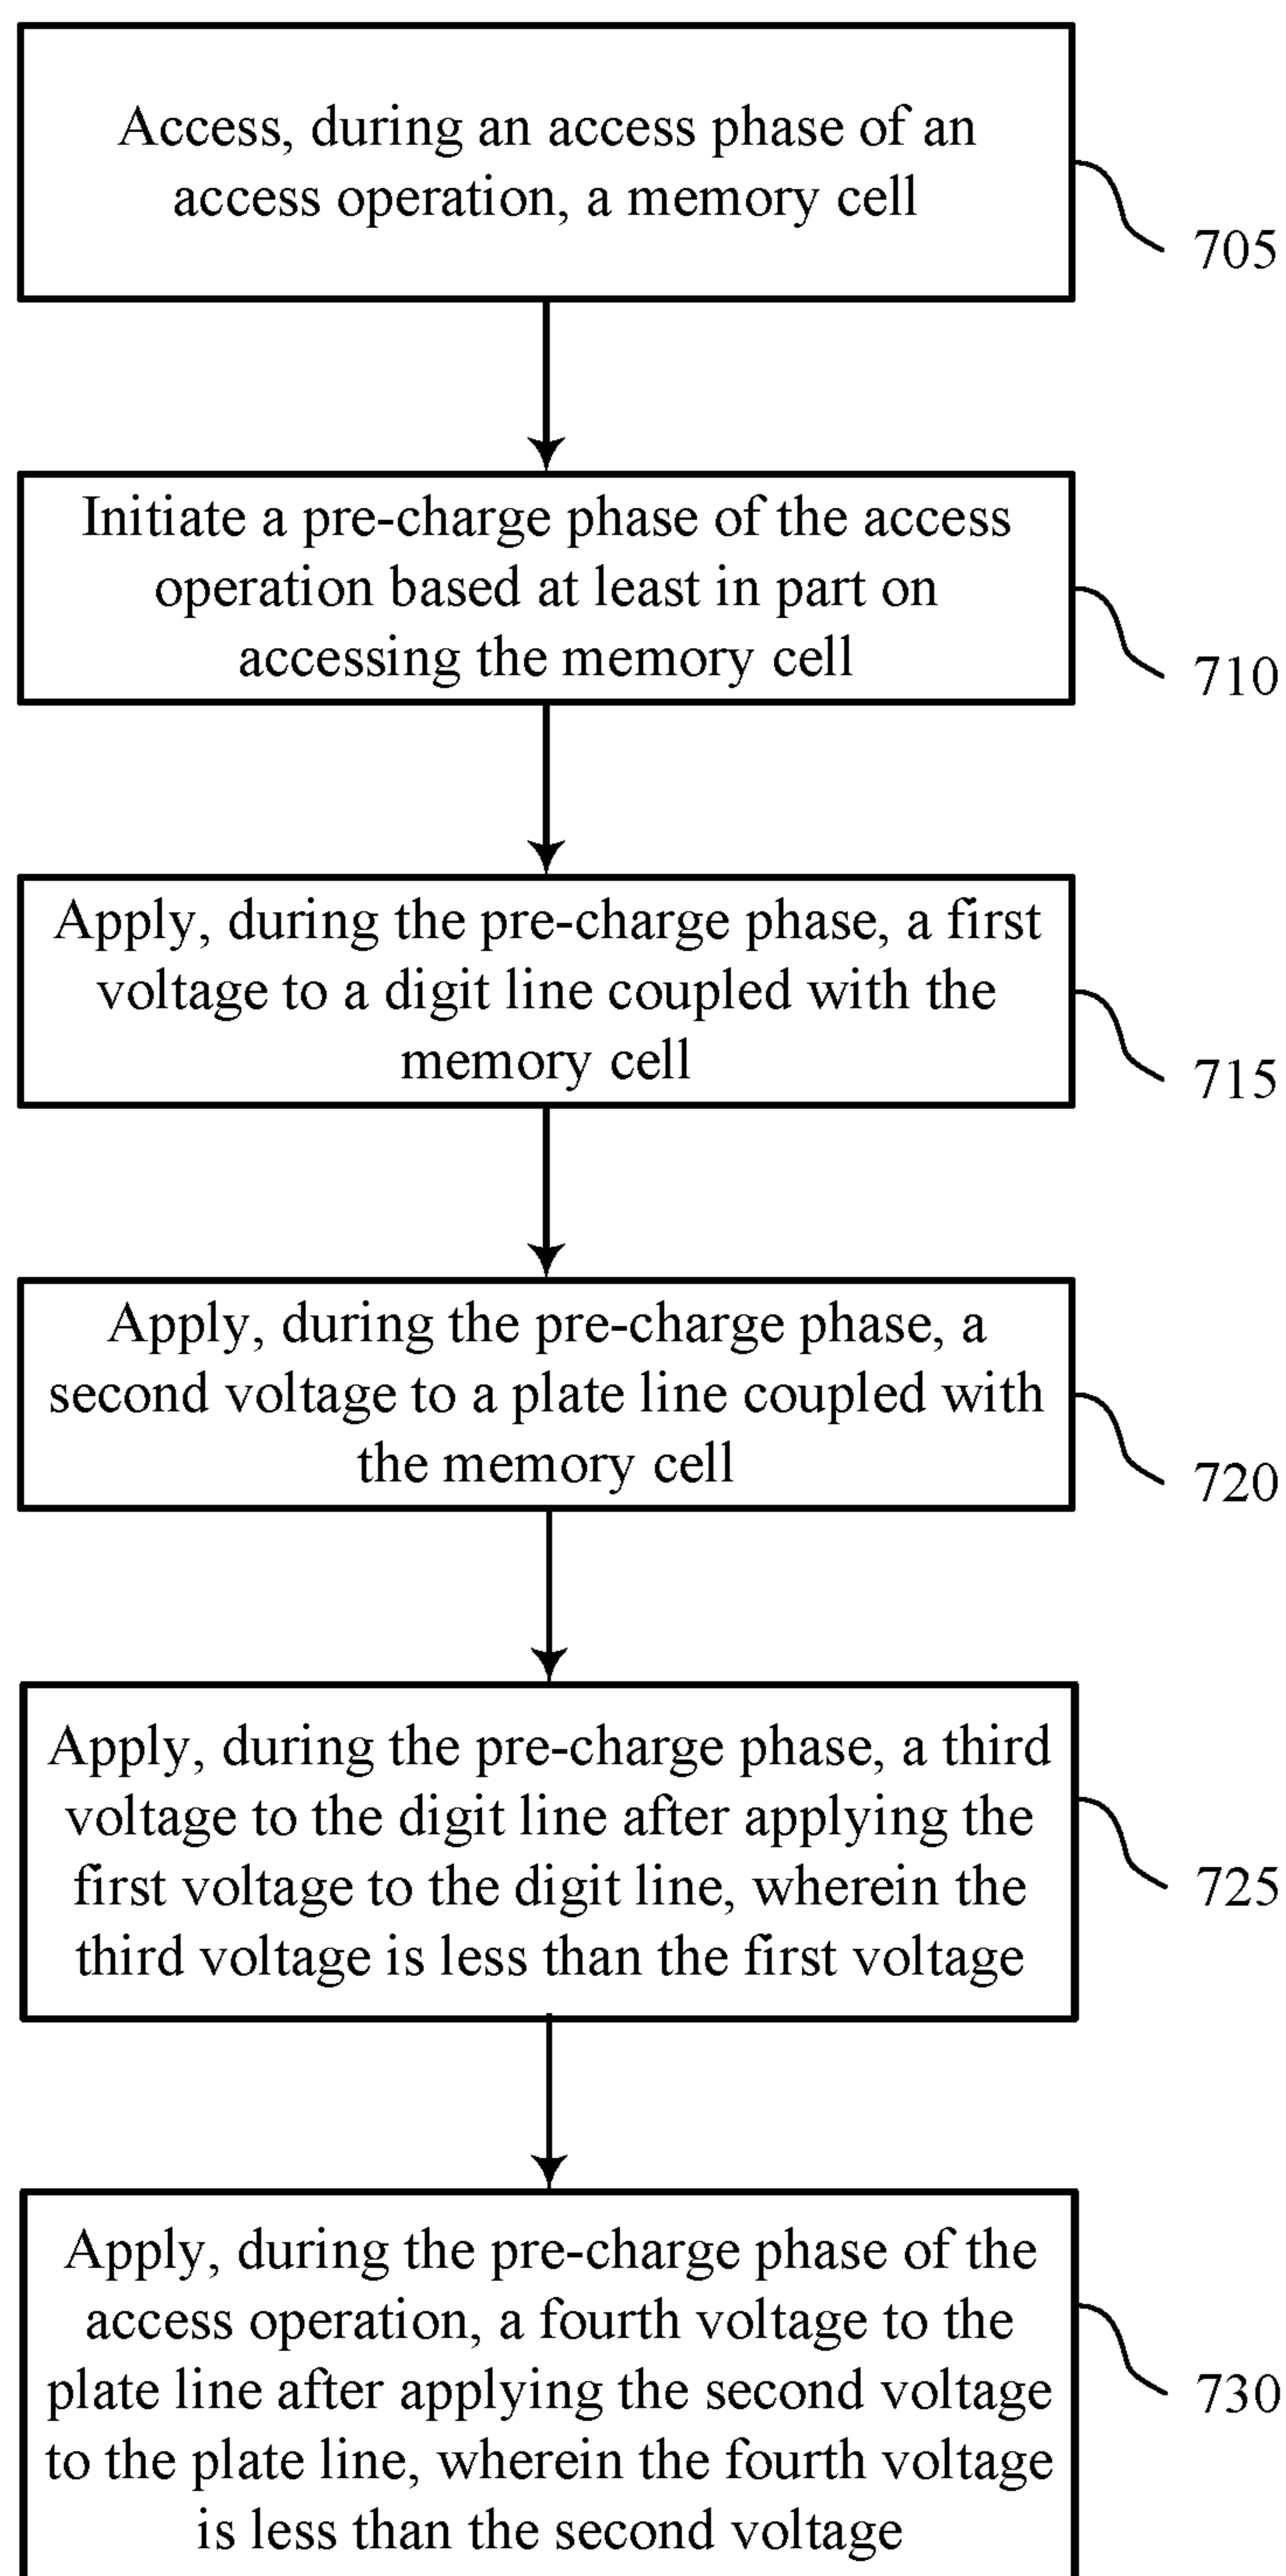 Access, during an access phase of an
access operation, a memory cell
705
Initiate a pre-charge phase of the access
operation based at least in part on
accessing the memory cell
710
Apply, during the pre-charge phase, a first
voltage to a digit line coupled with the
memory cell
715
Apply, during the pre-charge phase, a
second voltage to a plate line coupled with
the memory cell
720
Apply, during the pre-charge phase, a third
voltage to the digit line after applying the
first voltage to the digit line, wherein the
third voltage is less than the first voltage
725
Apply, during the pre-charge phase of the
access operation, a fourth voltage to the
plate line after applying the second voltage
to the plate line, wherein the fourth voltage
is less than the second voltage
730